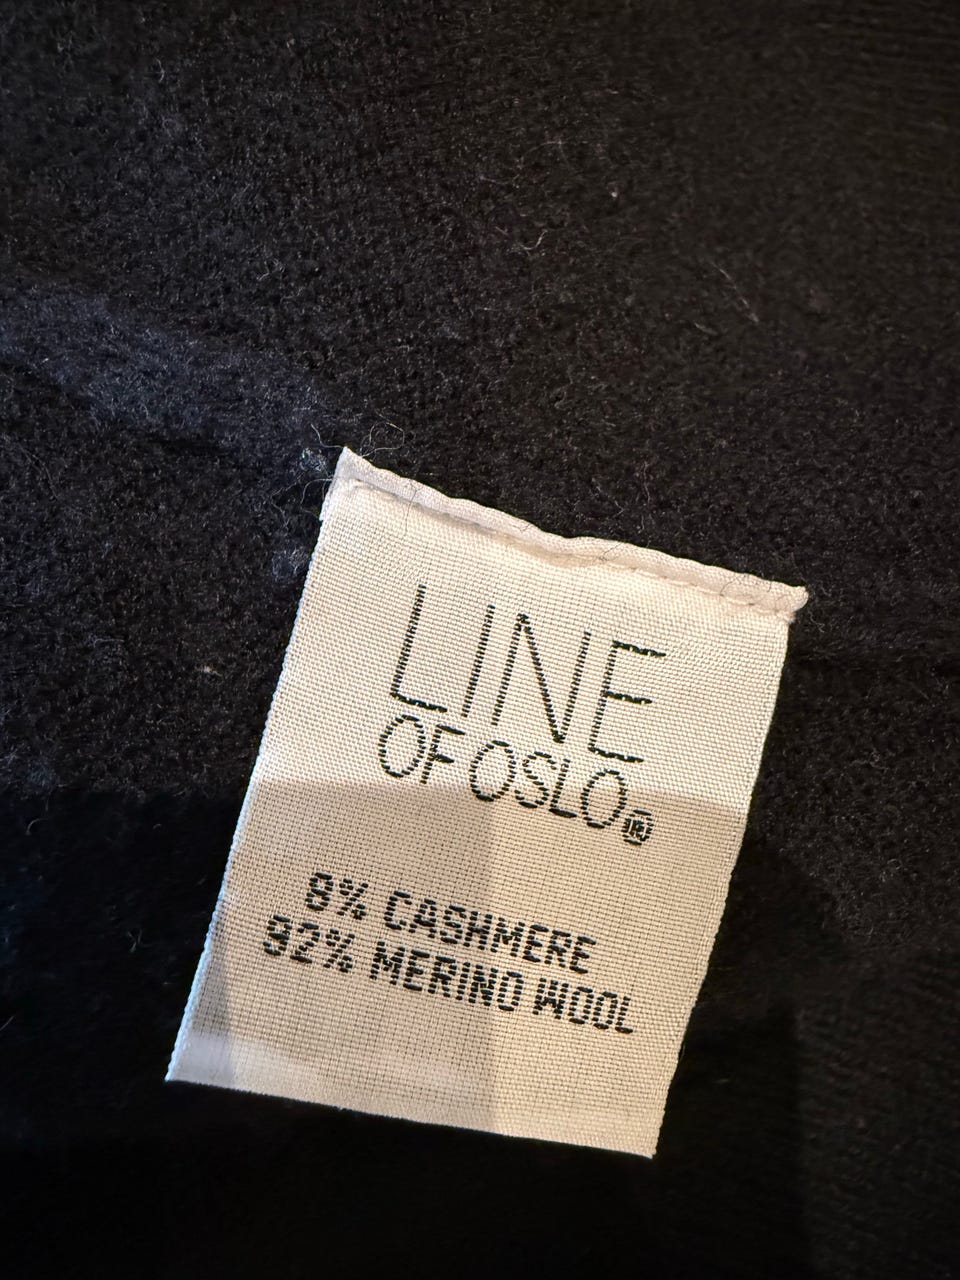 LINE
OF OSLO®
8% CASHMERE
92% MERINO WOOL